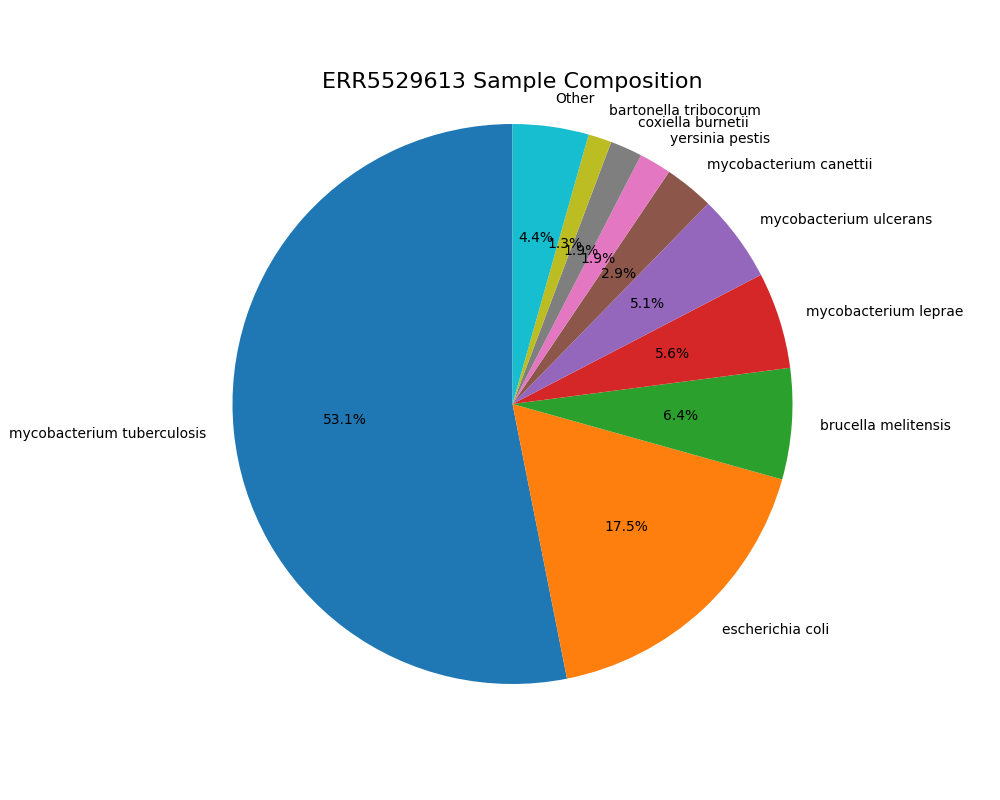 ERR5529613 Sample Composition
Other
bartonella tribocorum
coxiella burnetii
yersinia pestis
mycobacterium canettii
mycobacterium ulcerans
mycobacterium leprae
brucella melitensis
escherichia coli
mycobacterium tuberculosis
4.4%
1.3%
1.9%
1.9%
2.9%
5.1%
5.6%
6.4%
17.5%
53.1%